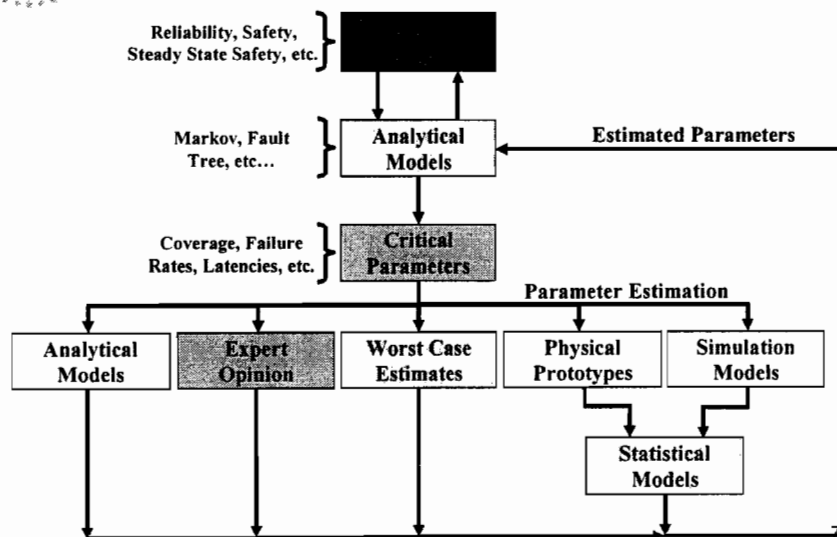 Reliability, Safety,
Steady State Safety, etc.
Markov, Fault
Tree, etc...
Analytical
Models
Estimated Parameters
Coverage, Failure
Rates, Latencies, etc.
Critical
Parameters
Parameter Estimation
Analytical
Models
Expert
Opinion
Worst Case
Estimates
Physical
Prototypes
Simulation
Models
Statistical
Models